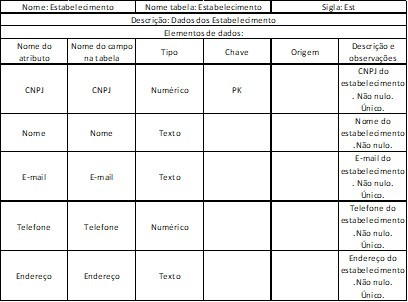 Nome: Estabelecimento Nome tabela: Estabelecimento Sigla: Est
Descrição: Dados dos Estabelecimento
Elementos de dados:
Nome do atributo Nome do campo na tabela Tipo Chave Origem Descrição e observações
CNPJ CNPJ Numérico PK CNPJ do estabelecimento. Não nulo. Único.
Nome Nome Texto Nome do estabelecimento.Não nulo.
E-mail E-mail Texto E-mail do estabelecimento. Não nulo. Único.
Telefone Telefone Numérico Telefone do estabelecimento. Não nulo. Único.
Endereço Endereço Texto Endereço do estabelecimento. Não nulo. Único.